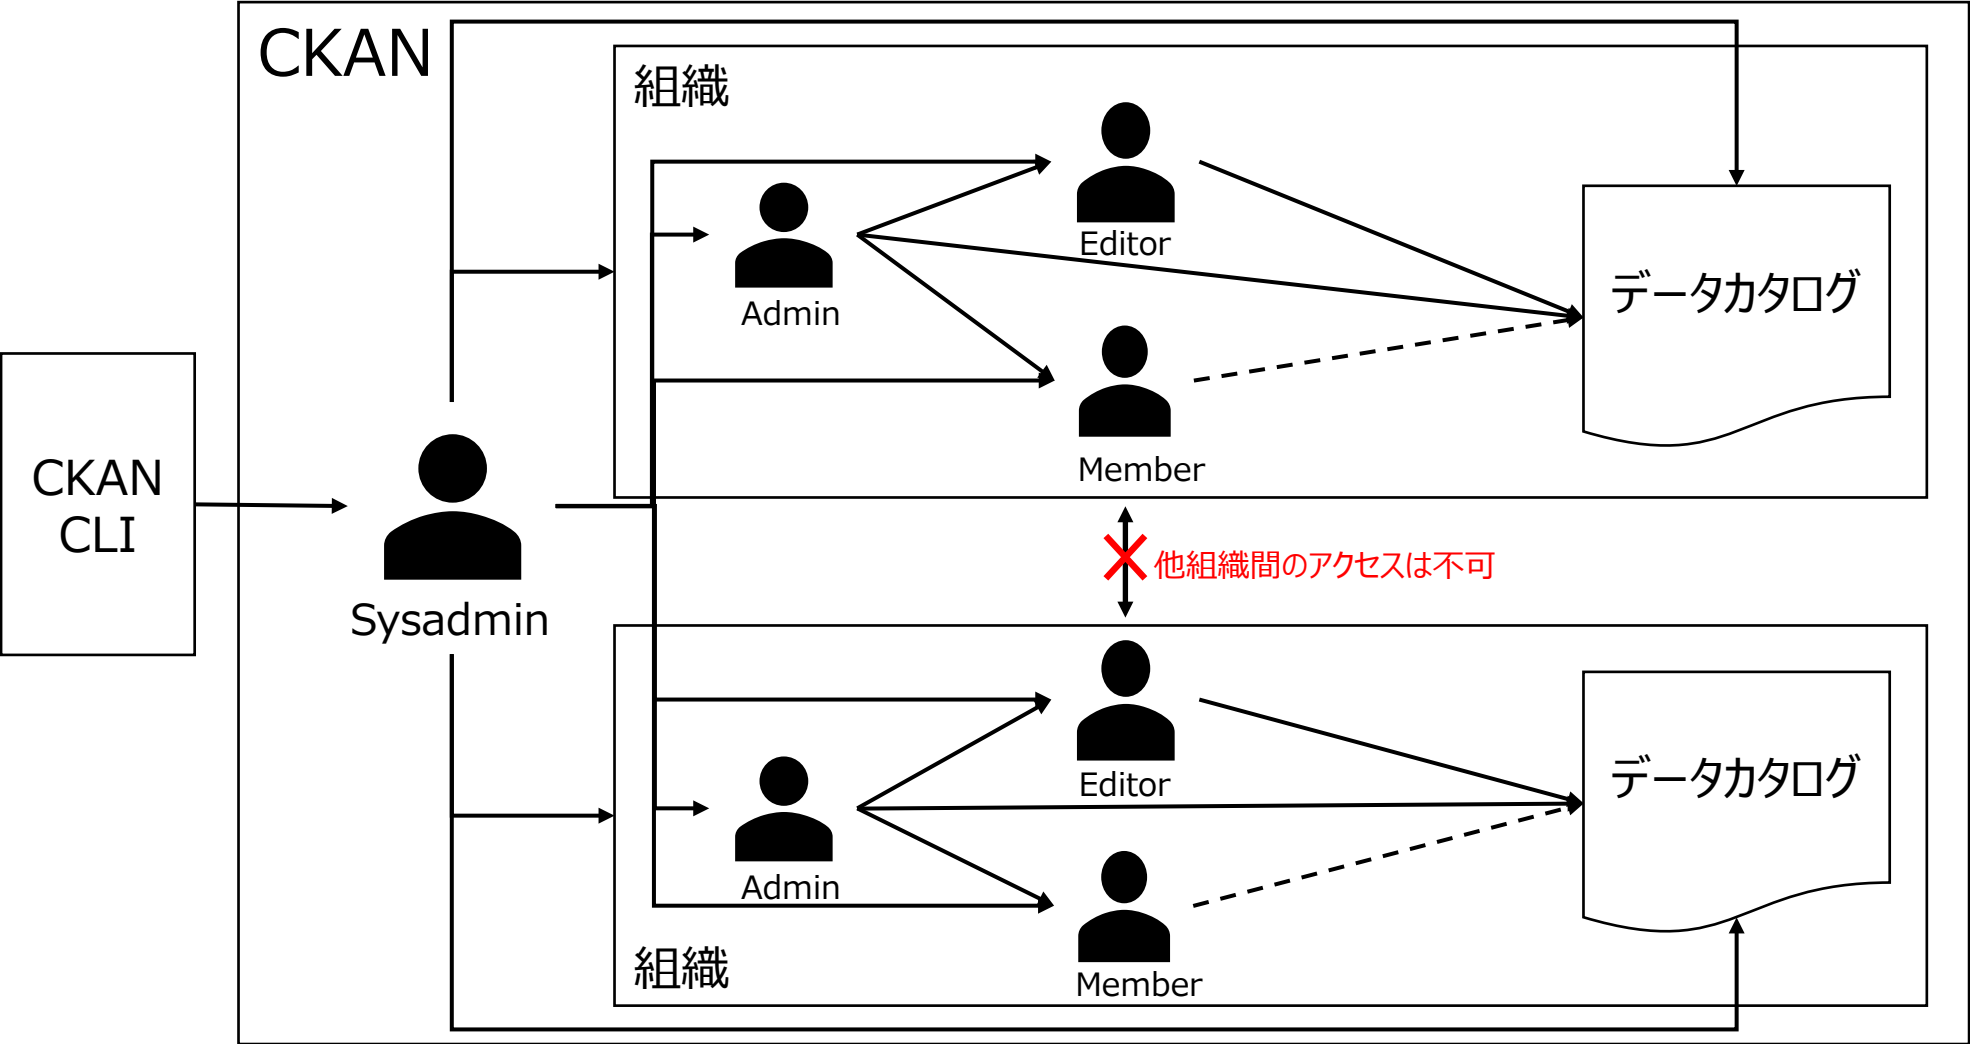 CKAN
組織
Editor
Admin
データカタログ
Member
CKAN
CLI
Sysadmin
他組織間のアクセスは不可
Editor
データカタログ
Admin
組織
Member